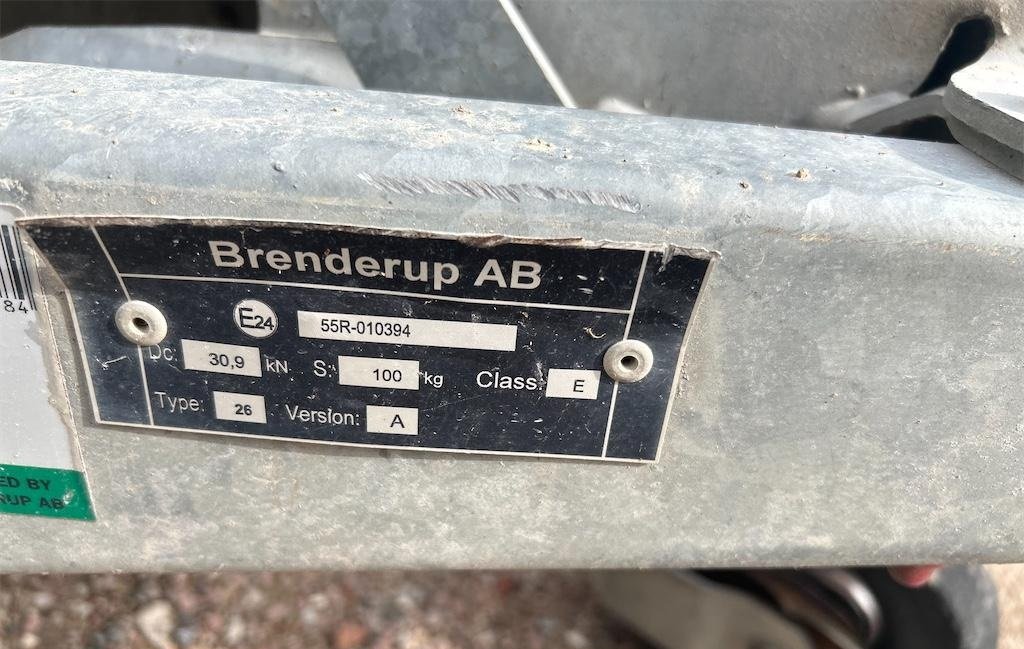 Brenderup AB
E24 55R-010394
Dc: 30,9 kN S: 100 kg Class: E
Type: 26 Version: A
84
ED BY
RUP AB